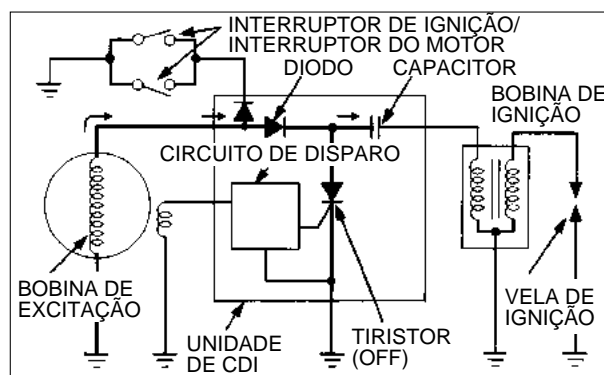 INTERRUPTOR DE IGNIÇÃO/
INTERRUPTOR DO MOTOR
DIODO
CAPACITOR
BOBINA DE
IGNIÇÃO
CIRCUITO DE DISPARO
BOBINA DE
EXCITAÇÃO
UNIDADE
DE CDI
TIRISTOR
(OFF)
VELA DE
IGNIÇÃO